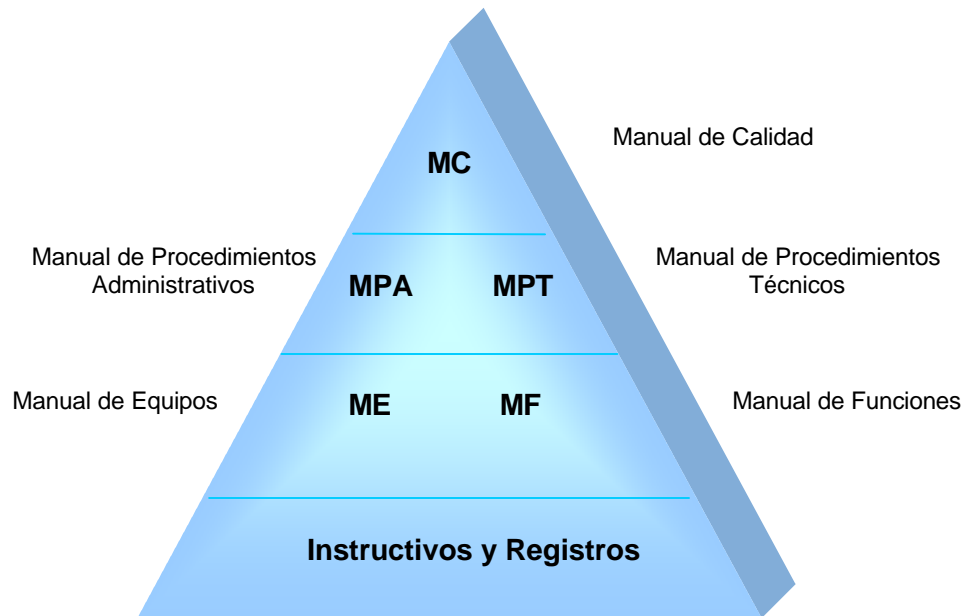 Manual de Calidad
MC
Manual de Procedimientos
Administrativos
MPA
MPT
Manual de Procedimientos
Técnicos
Manual de Equipos
ME
MF
Manual de Funciones
Instructivos y Registros